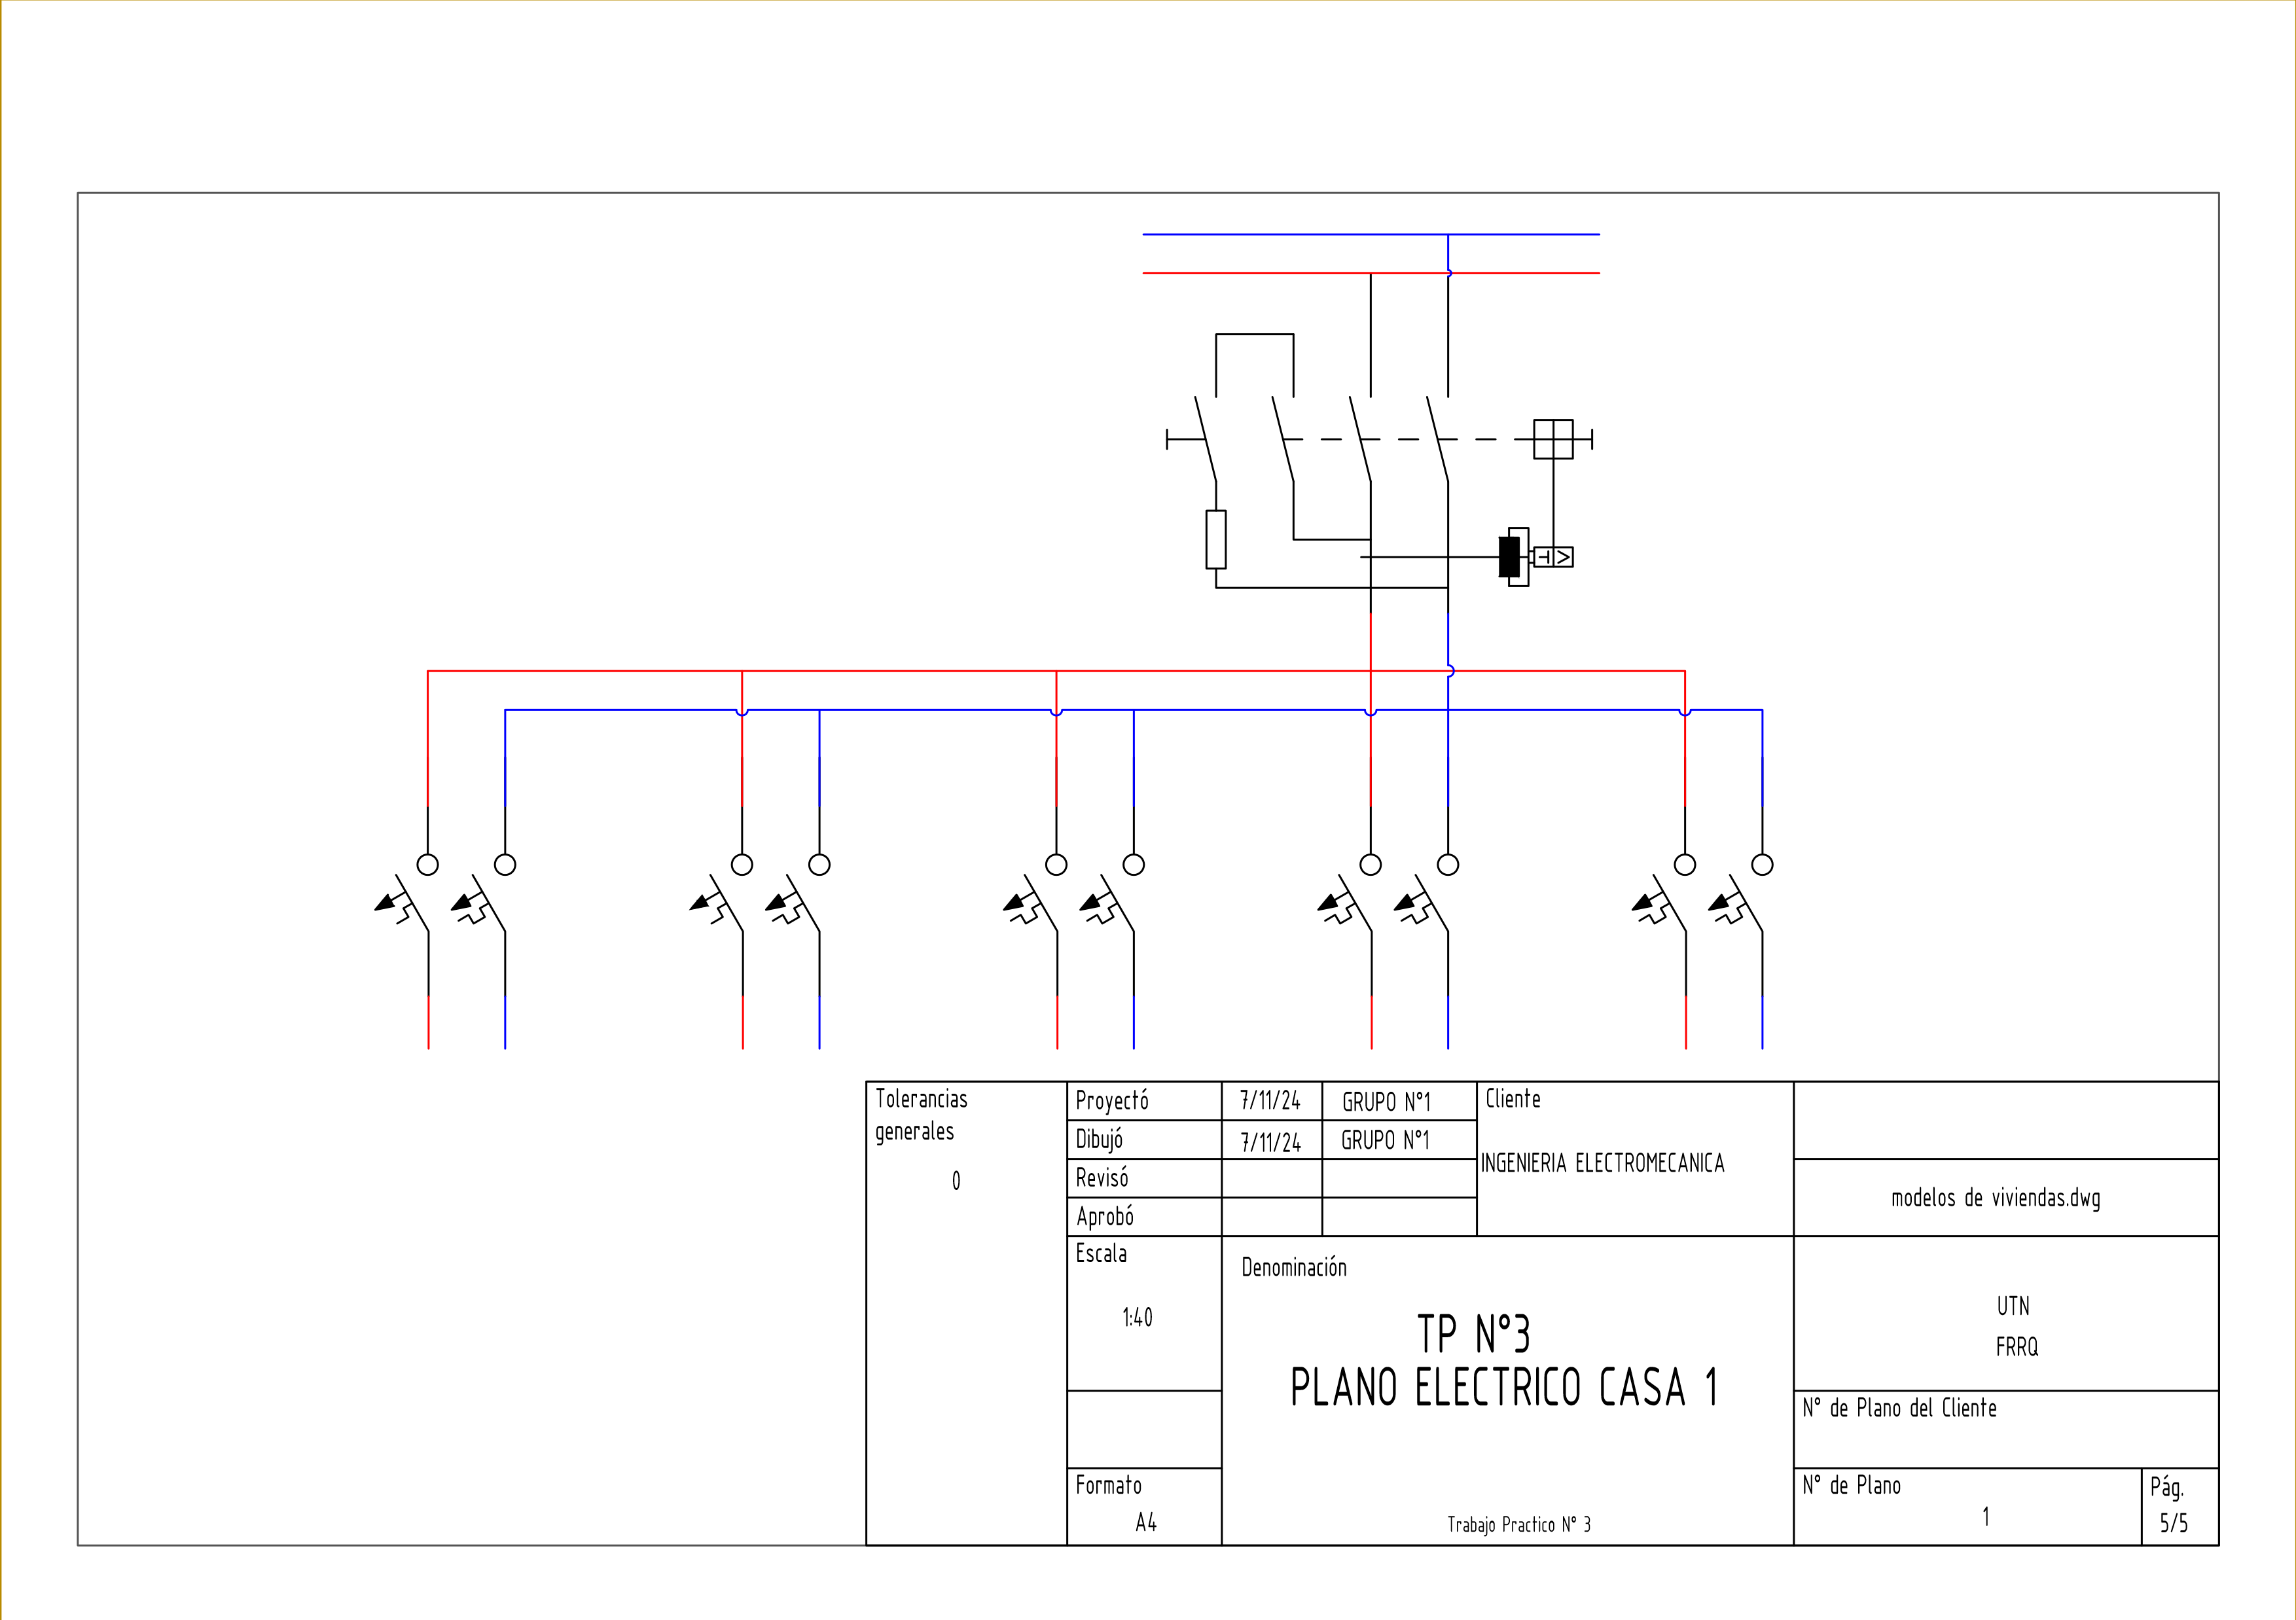 Tolerancias
generales
0
Proyectó 7/11/24 GRUPO N°1
Dibujó 7/11/24 GRUPO N°1
Revisó
Aprobó
Cliente
INGENIERIA ELECTROMECANICA
modelos de viviendas.dwg
Escala
1:40
Denominación
TP N°3
PLANO ELECTRICO CASA 1
Trabajo Practico N° 3
UTN
FRRQ
N° de Plano del Cliente
Formato
A4
N° de Plano
1
Pág.
5/5